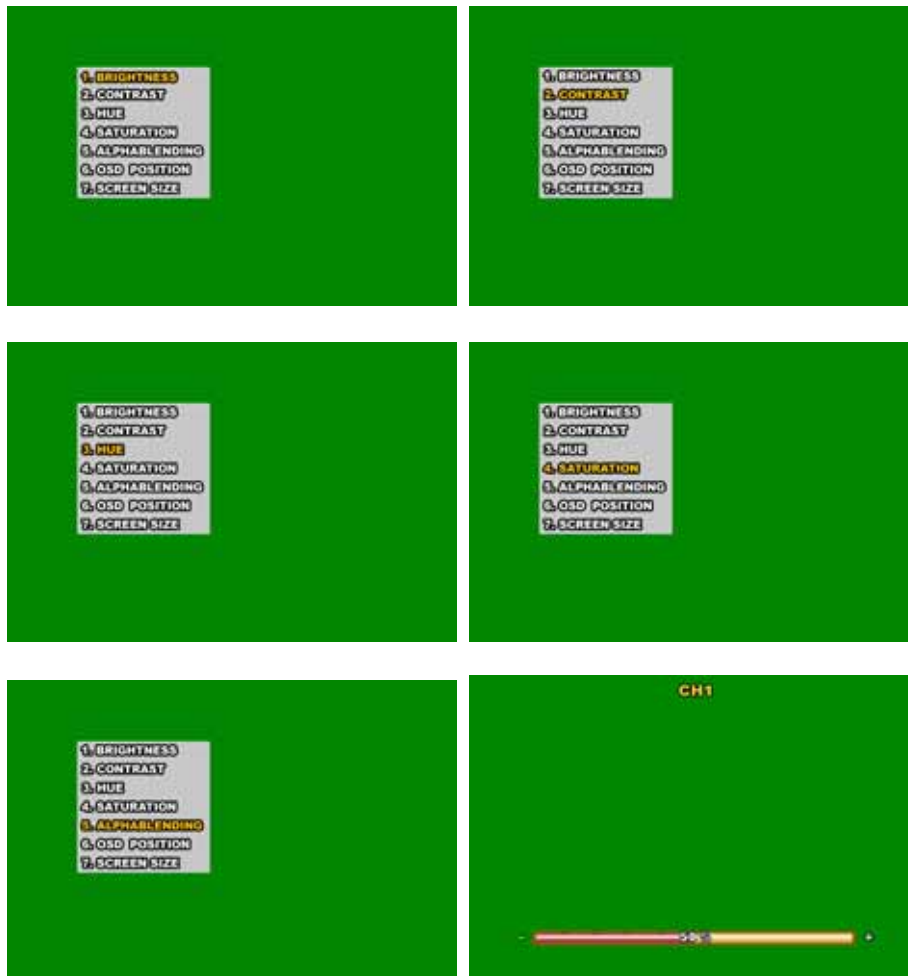 1. BRIGHTNESS
2. CONTRAST
3. HUE
4. SATURATION
5. ALPHABLENDING
6. OSD POSITION
7. SCREEN SIZE
1. BRIGHTNESS
2. CONTRAST
3. HUE
4. SATURATION
5. ALPHABLENDING
6. OSD POSITION
7. SCREEN SIZE
1. BRIGHTNESS
2. CONTRAST
3. HUE
4. SATURATION
5. ALPHABLENDING
6. OSD POSITION
7. SCREEN SIZE
1. BRIGHTNESS
2. CONTRAST
3. HUE
4. SATURATION
5. ALPHABLENDING
6. OSD POSITION
7. SCREEN SIZE
1. BRIGHTNESS
2. CONTRAST
3. HUE
4. SATURATION
5. ALPHABLENDING
6. OSD POSITION
7. SCREEN SIZE
CH1
- +